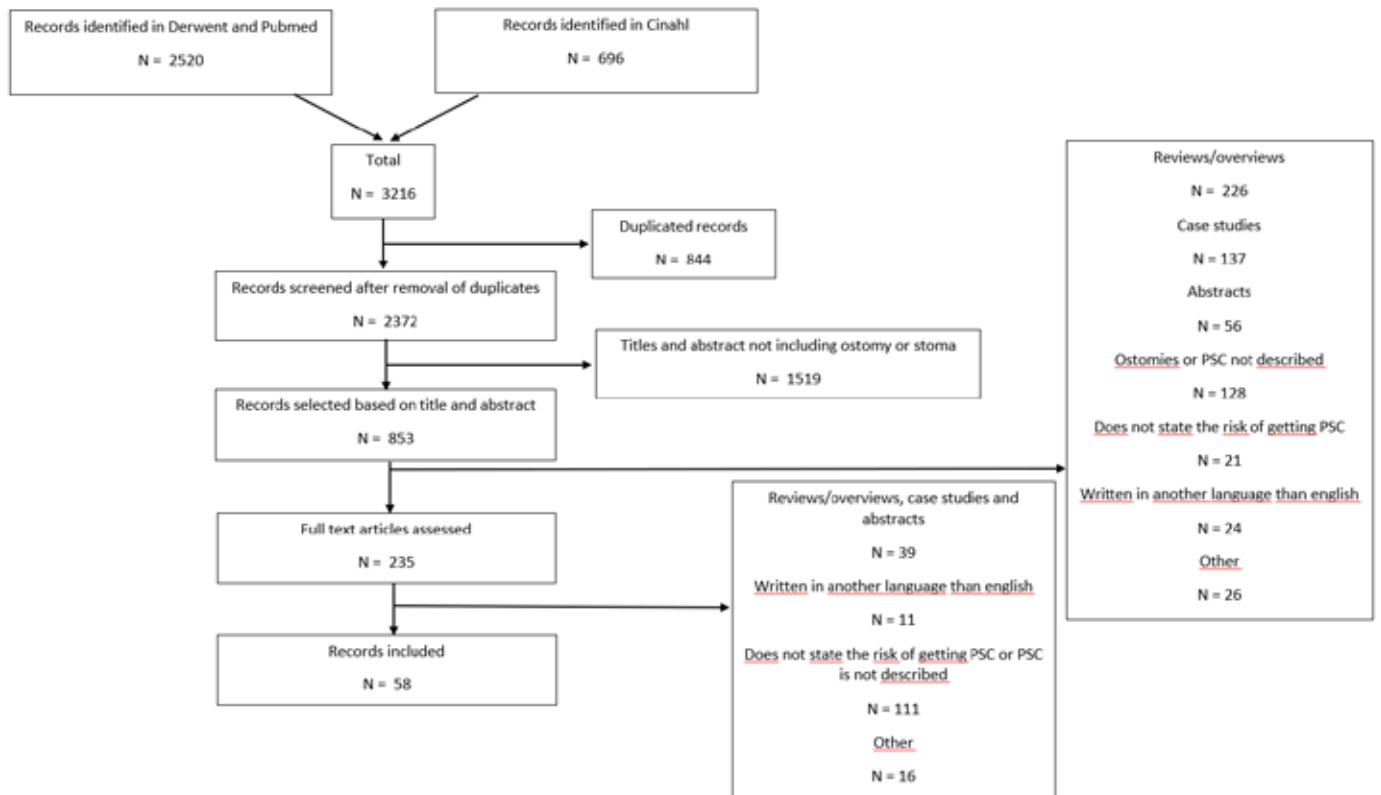 Records identified in Derwent and Pubmed
N = 2520
Records identified in Cinahl
N = 696
Total
N = 3216
Duplicated records
N = 844
Records screened after removal of duplicates
N = 2372
Titles and abstract not including ostomy or stoma
N = 1519
Records selected based on title and abstract
N = 853
Reviews/overviews
N = 226
Case studies
N = 137
Abstracts
N = 56
Ostomies or PSC not described
N = 128
Does not state the risk of getting PSC
N = 21
Written in another language than english
N = 24
Other
N = 26
Full text articles assessed
N = 235
Reviews/overviews, case studies and
abstracts
N = 39
Written in another language than english
N = 11
Does not state the risk of getting PSC or PSC
is not described
N = 111
Other
N = 16
Records included
N = 58